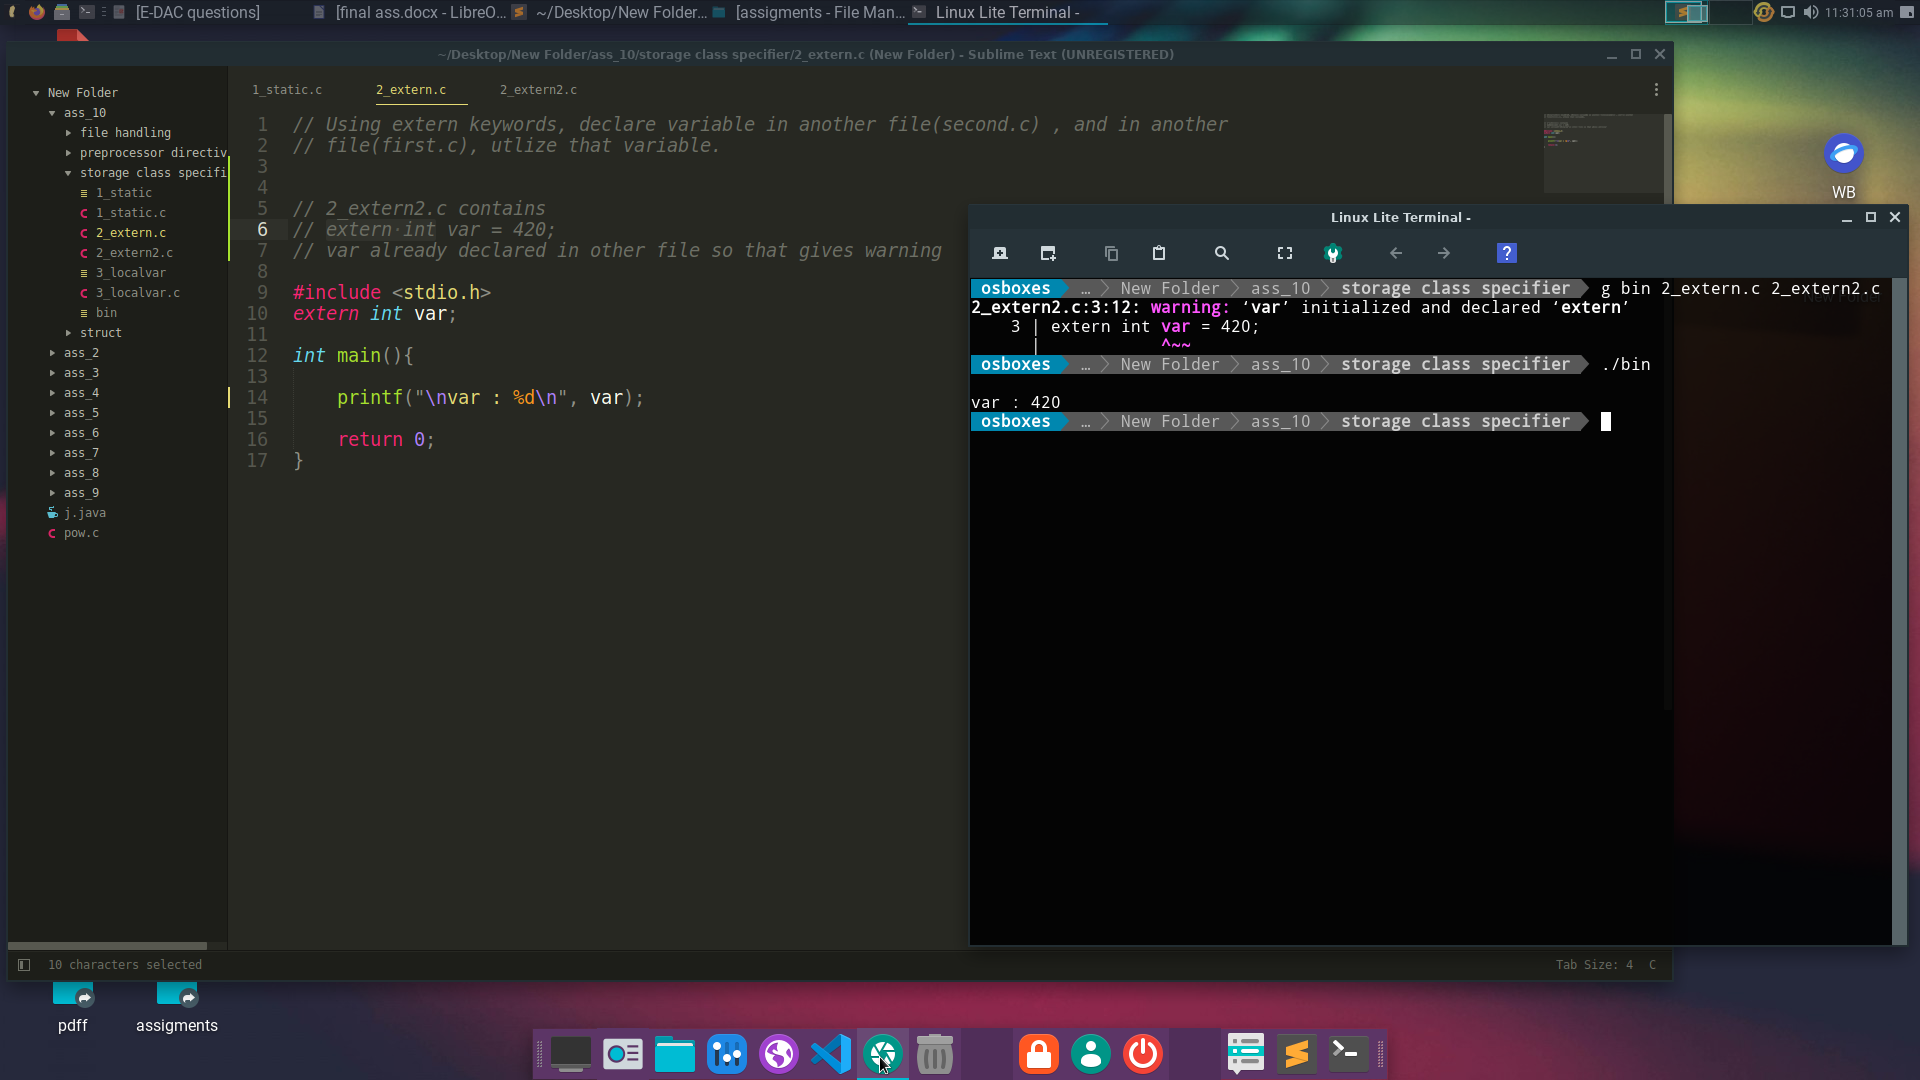 [E-DAC questions]
[final ass.docx - LibreO...
~/Desktop/New Folder...
[assigments - File Man...
Linux Lite Terminal -
11:31:05 am
~/Desktop/New Folder/ass_10/storage class specifier/2_extern.c (New Folder) - Sublime Text (UNREGISTERED)
New Folder
ass_10
file handling
preprocessor directiv
storage class specifi
1_static
1_static.c
2_extern.c
2_extern2.c
3_localvar
3_localvar.c
bin
struct
ass_2
ass_3
ass_4
ass_5
ass_6
ass_7
ass_8
ass_9
j.java
pow.c
1_static.c
2_extern.c
2_extern2.c
1 // Using extern keywords, declare variable in another file(second.c) , and in another
2 // file(first.c), utlize that variable.
3
4
5 // 2_extern2.c contains
6 // extern int var = 420;
7 // var already declared in other file so that gives warning
8
9 #include <stdio.h>
10 extern int var;
11
12 int main(){
13
14 printf("\nvar : %d\n", var);
15
16 return 0;
17 }
10 characters selected
Tab Size: 4
C
WB
Linux Lite Terminal -
osboxes … New Folder ass_10 storage class specifier g bin 2_extern.c 2_extern2.c
2_extern2.c:3:12: warning: ‘var’ initialized and declared ‘extern’
3 | extern int var = 420;
| ^~~
osboxes … New Folder ass_10 storage class specifier ./bin
var : 420
osboxes … New Folder ass_10 storage class specifier
New Folder
pdff
assigments